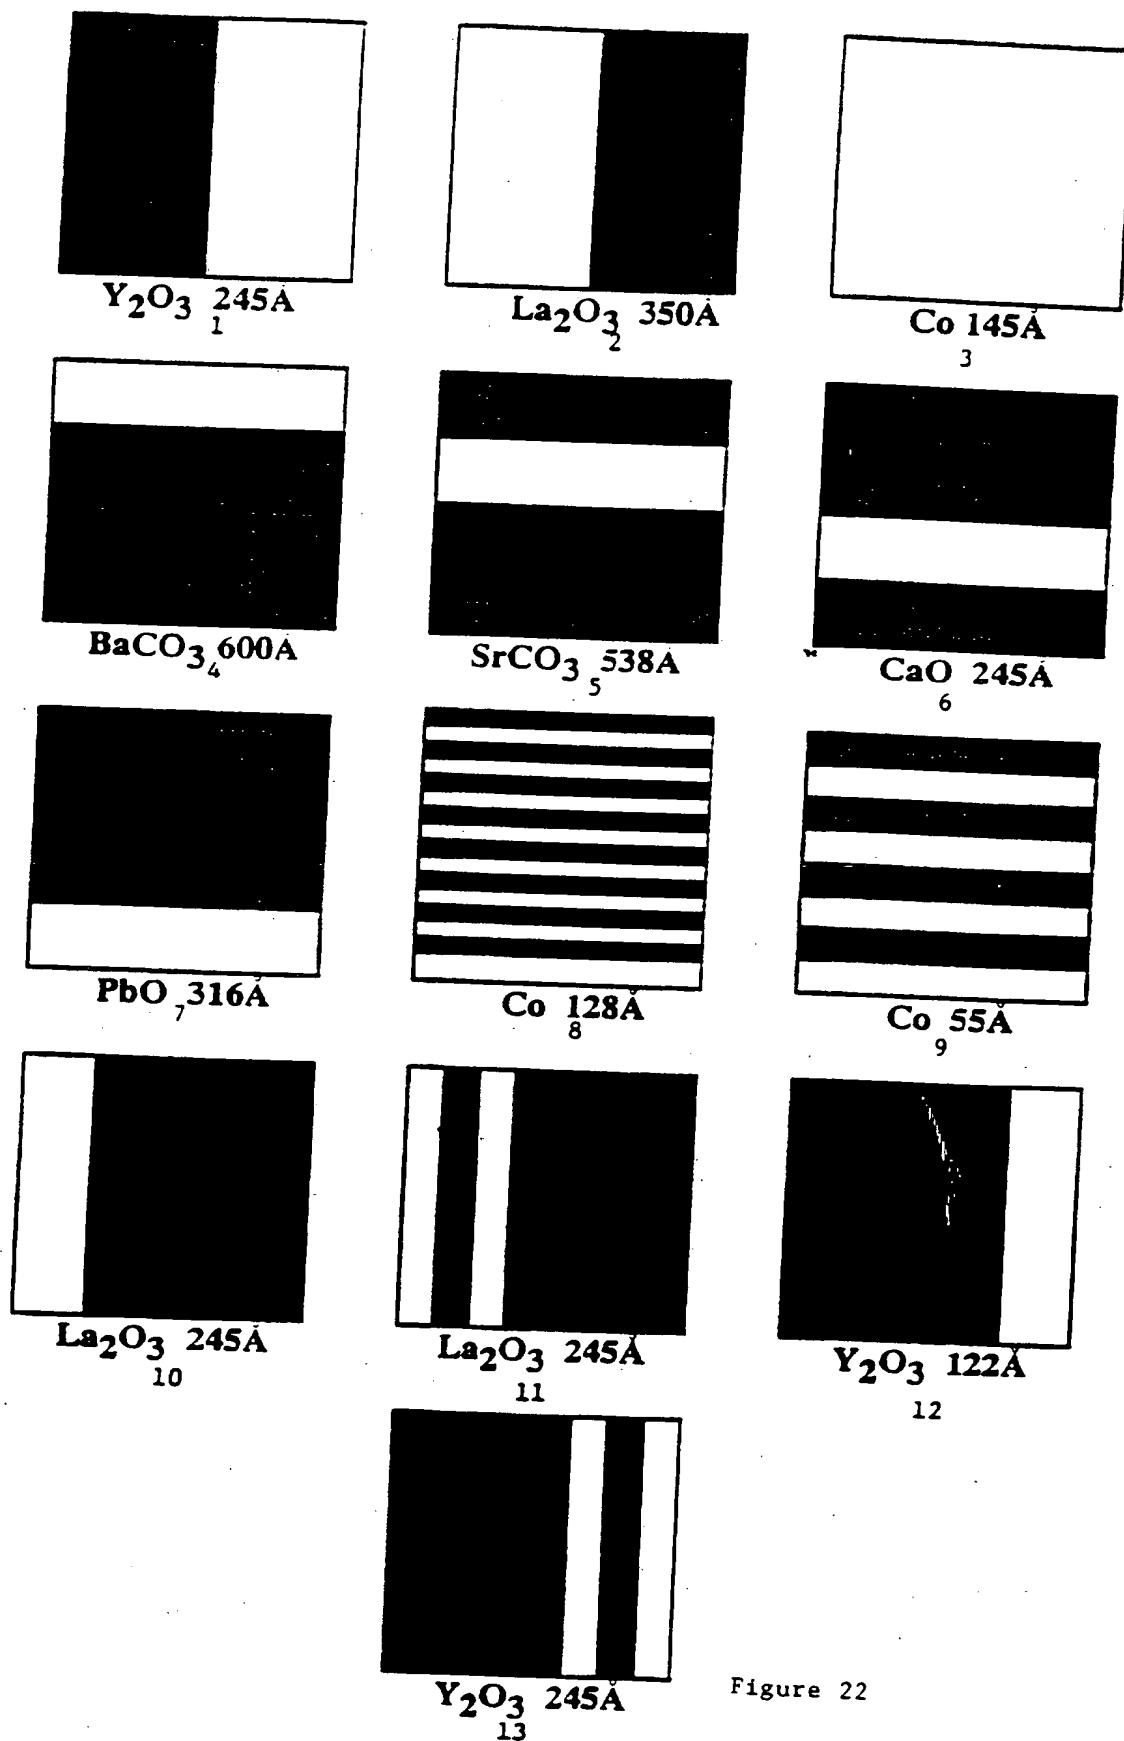 Y₂O₃ 245Å
1
La₂O₃ 350Å
2
Co 145Å
3
BaCO₃ 600Å
4
SrCO₃ 538Å
5
CaO 245Å
6
PbO 316Å
7
Co 128Å
8
Co 55Å
9
La₂O₃ 245Å
10
La₂O₃ 245Å
11
Y₂O₃ 122Å
12
Y₂O₃ 245Å
13
Figure 22